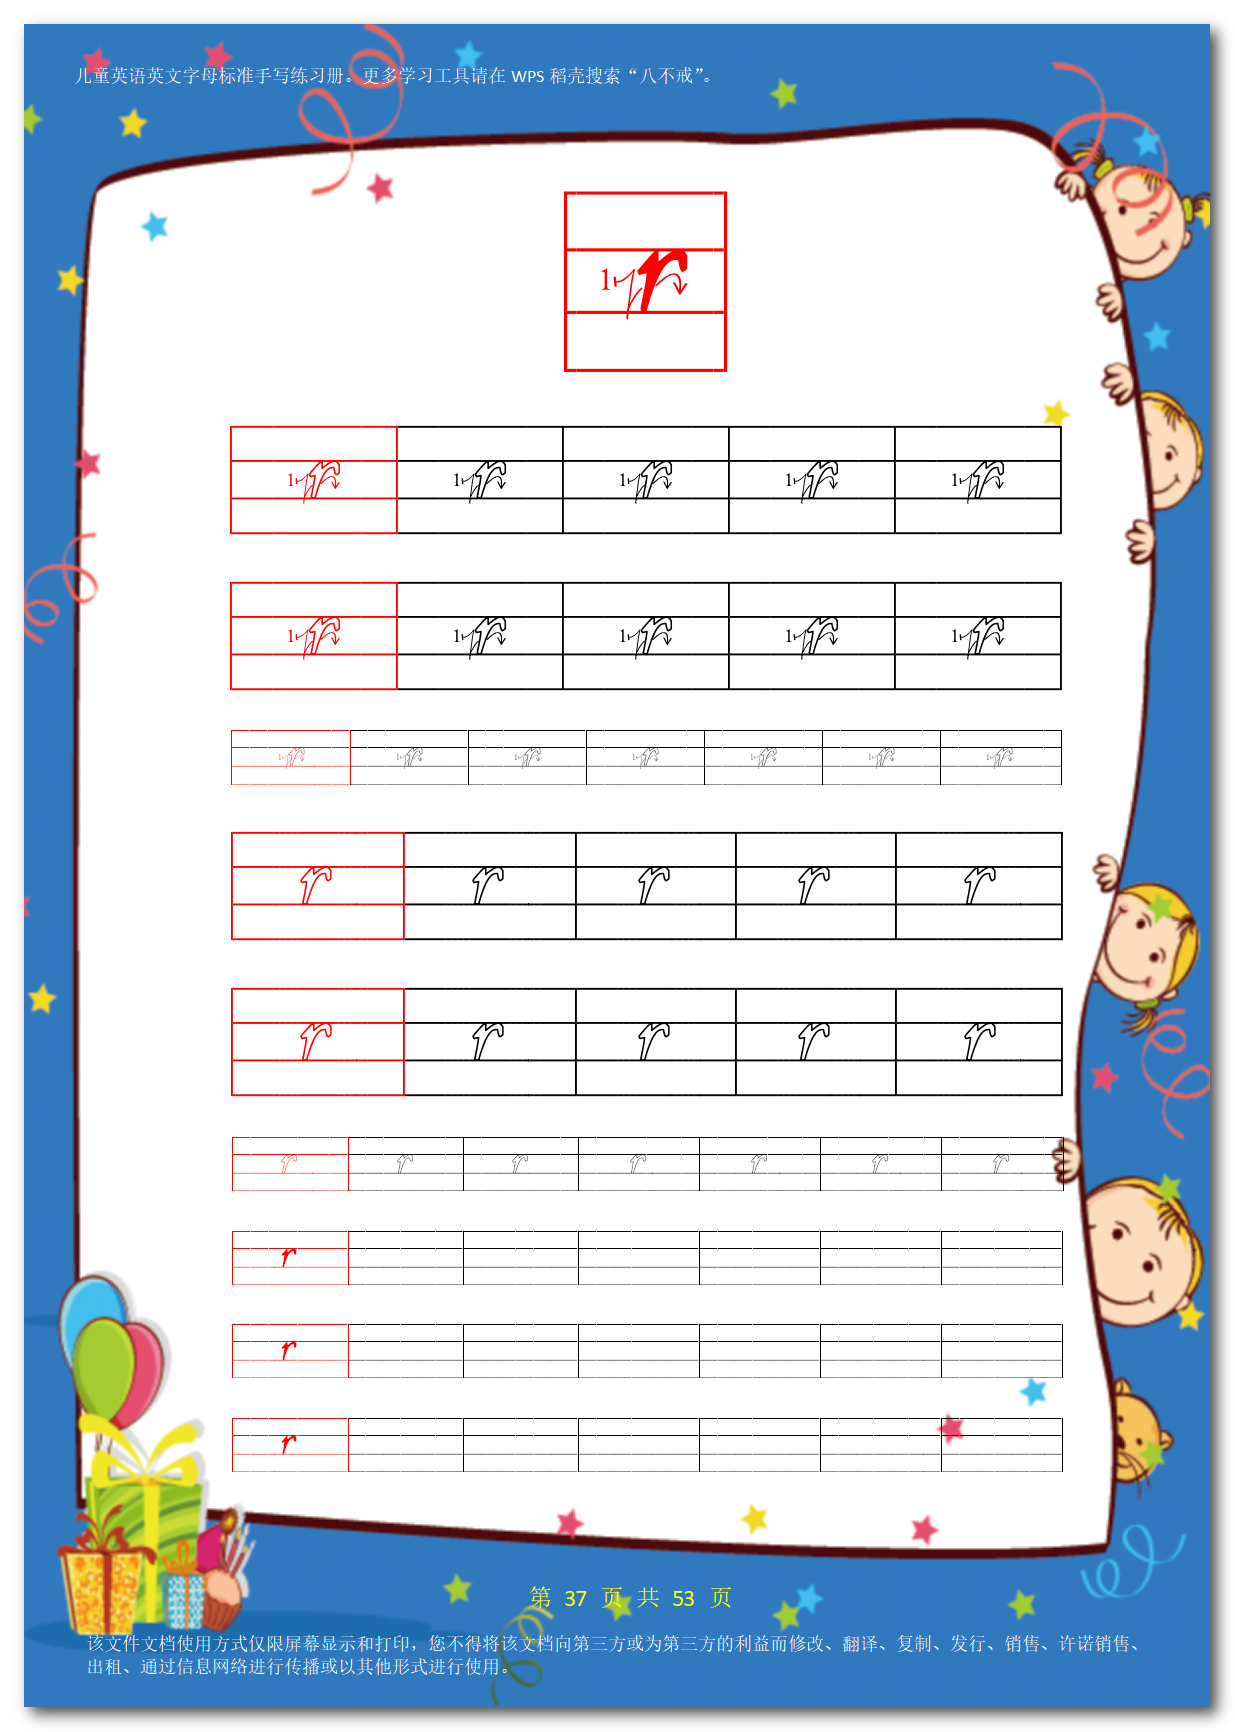 儿童英语英文字母标准手写练习册。更多学习工具请在 WPS 稻壳搜索“八不戒”。
1 r
1 r 1 r 1 r 1 r 1 r
1 r 1 r 1 r 1 r 1 r
1 r 1 r 1 r 1 r 1 r 1 r 1 r
r r r r r
r r r r r
r r r r r r r
r
r
r
第 37 页 共 53 页
该文件文档使用方式仅限屏幕显示和打印，您不得将该文档向第三方或为第三方的利益而修改、翻译、复制、发行、销售、许诺销售、
出租、通过信息网络进行传播或以其他形式进行使用。